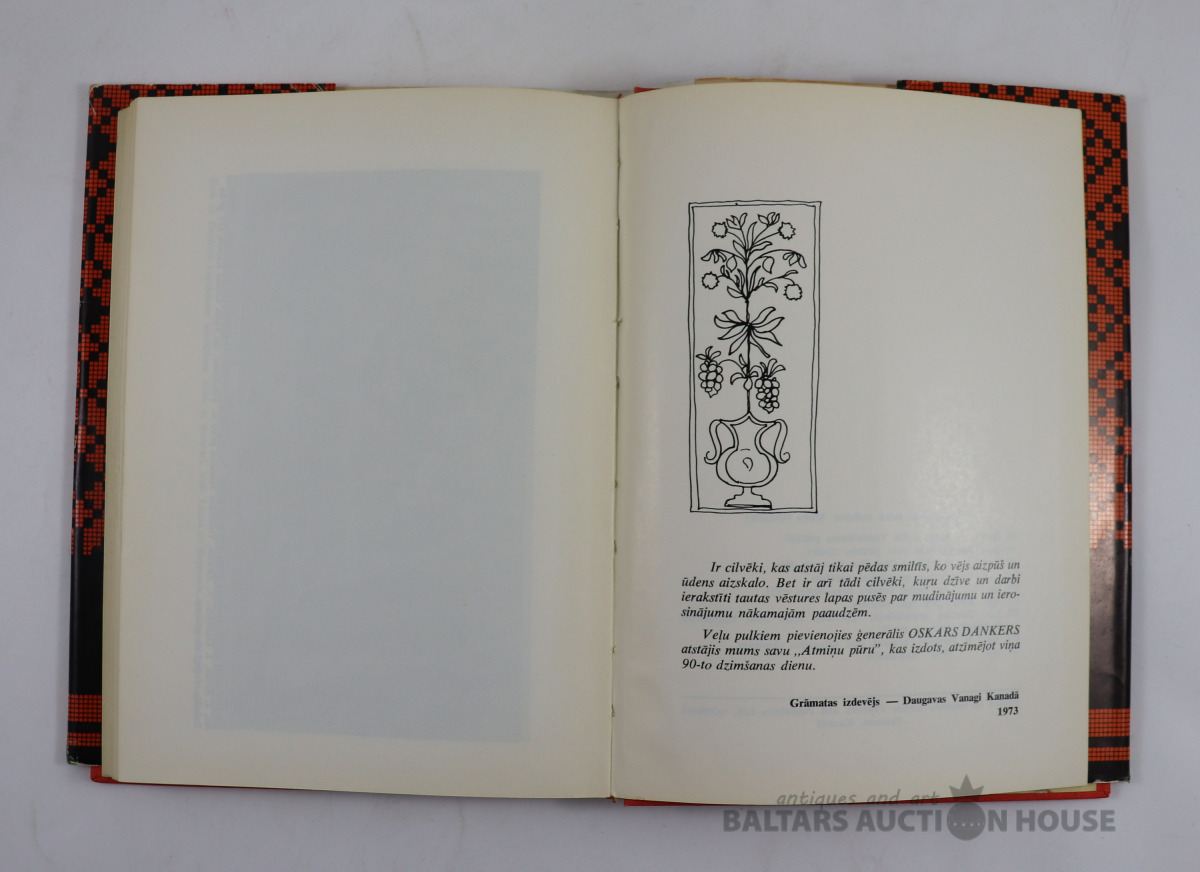 Ir cilvēki, kas atstāj tikai pēdas smiltīs, ko vējs aizpūš un
ūdens aizskalo. Bet ir arī tādi cilvēki, kuŗu dzīve un darbi
ierakstīti tautas vēstures lapas pusēs par mudinājumu un iero-
sinājumu nākamajām paaudzēm.
Veļu pulkiem pievienojies ģenerālis OSKARS DANKERS
atstājis mums savu ,,Atmiņu pūru", kas izdots, atzīmējot viņa
90-to dzimšanas dienu.
Grāmatas izdevējs — Daugavas Vanagi Kanadā
1973
antiques and art
BALTARS AUCTION HOUSE